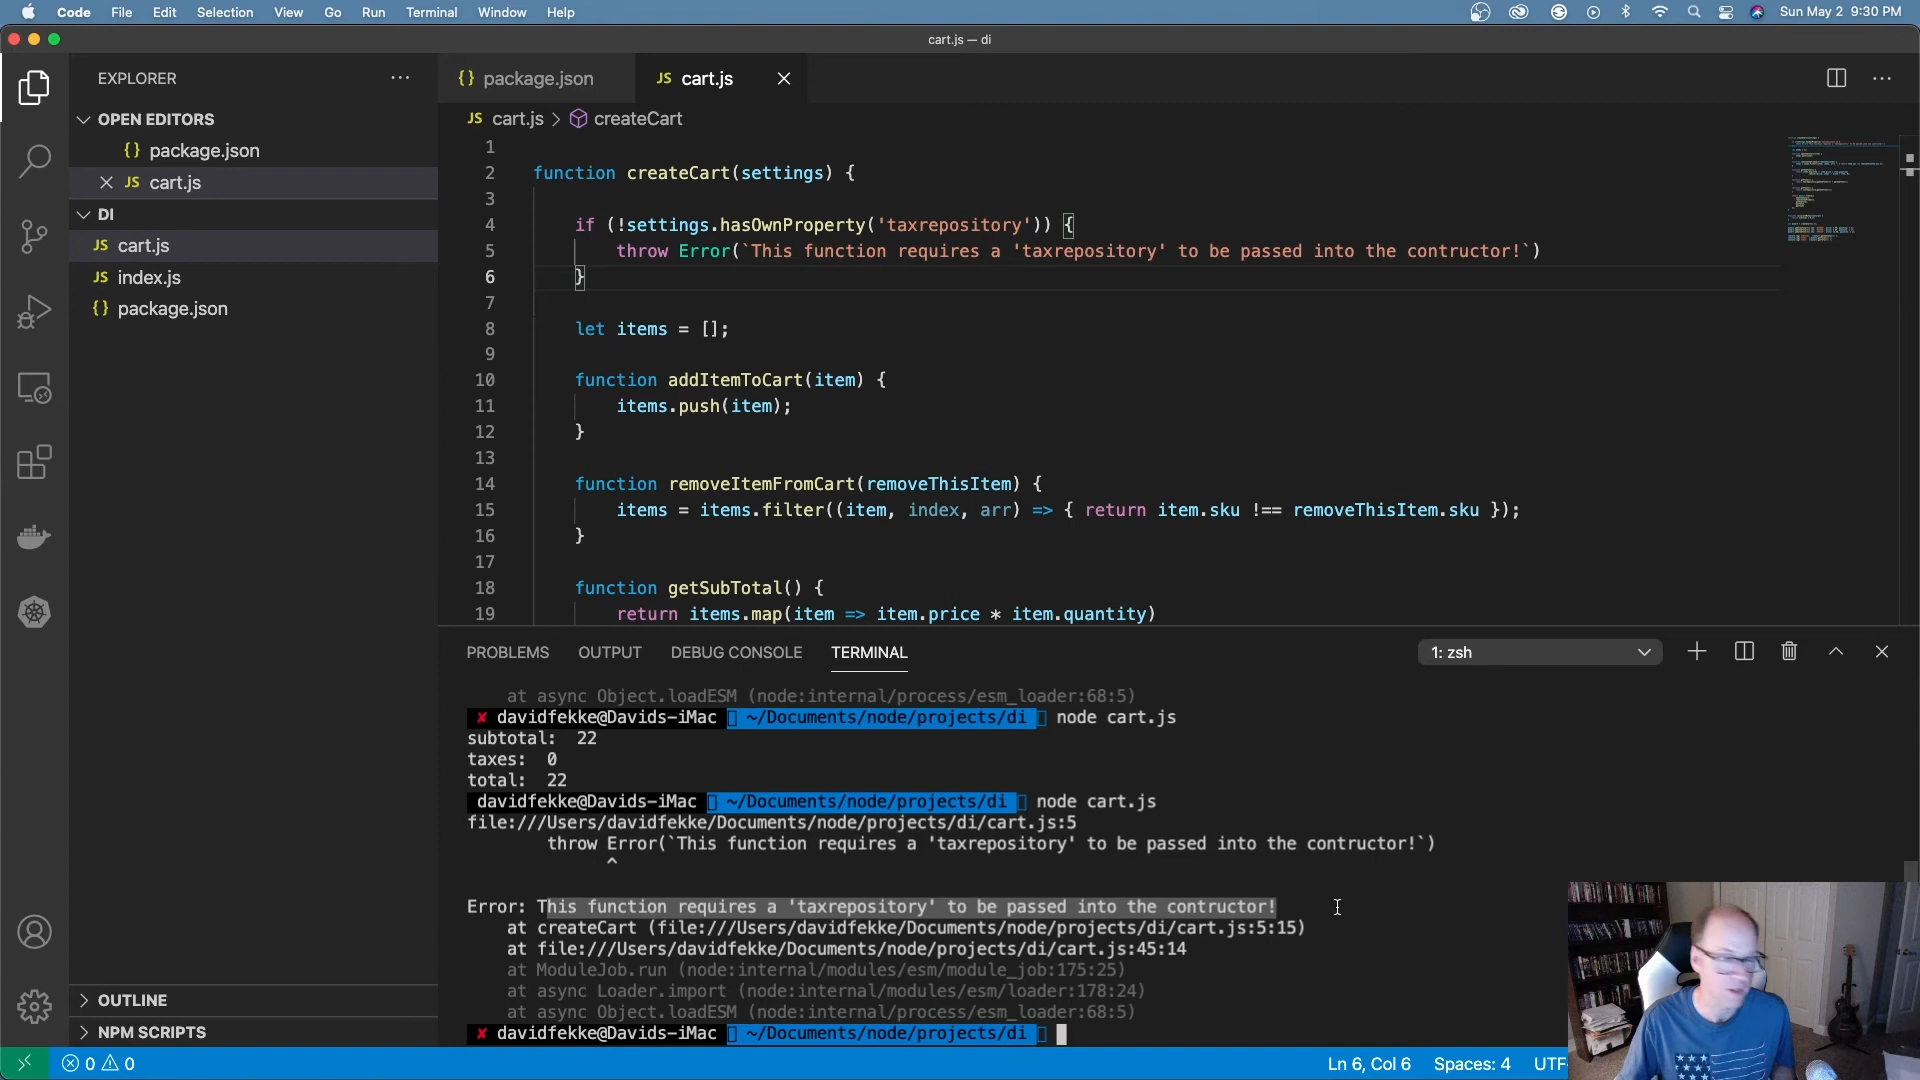 Code File Edit Selection View Go Run Terminal Window Help Sun May 2 9:30 PM
cart.js — di
EXPLORER
OPEN EDITORS
{} package.json
JS cart.js
DI
JS cart.js
JS index.js
{} package.json
OUTLINE
NPM SCRIPTS
{} package.json JS cart.js
JS cart.js > createCart
1
2 function createCart(settings) {
3
4 if (!settings.hasOwnProperty('taxrepository')) {
5 throw Error(`This function requires a 'taxrepository' to be passed into the contructor!`)
6 }
7
8 let items = [];
9
10 function addItemToCart(item) {
11 items.push(item);
12 }
13
14 function removeItemFromCart(removeThisItem) {
15 items = items.filter((item, index, arr) => { return item.sku !== removeThisItem.sku });
16 }
17
18 function getSubTotal() {
19 return items.map(item => item.price * item.quantity)
PROBLEMS OUTPUT DEBUG CONSOLE TERMINAL 1: zsh
at async Object.loadESM (node:internal/process/esm_loader:68:5)
✘ davidfekke@Davids-iMac ~/Documents/node/projects/di node cart.js
subtotal: 22
taxes: 0
total: 22
davidfekke@Davids-iMac ~/Documents/node/projects/di node cart.js
file:///Users/davidfekke/Documents/node/projects/di/cart.js:5
throw Error(`This function requires a 'taxrepository' to be passed into the contructor!`)
^
Error: This function requires a 'taxrepository' to be passed into the contructor!
at createCart (file:///Users/davidfekke/Documents/node/projects/di/cart.js:5:15)
at file:///Users/davidfekke/Documents/node/projects/di/cart.js:45:14
at ModuleJob.run (node:internal/modules/esm/module_job:175:25)
at async Loader.import (node:internal/modules/esm/loader:178:24)
at async Object.loadESM (node:internal/process/esm_loader:68:5)
✘ davidfekke@Davids-iMac ~/Documents/node/projects/di
0 0 Ln 6, Col 6 Spaces: 4 UTF